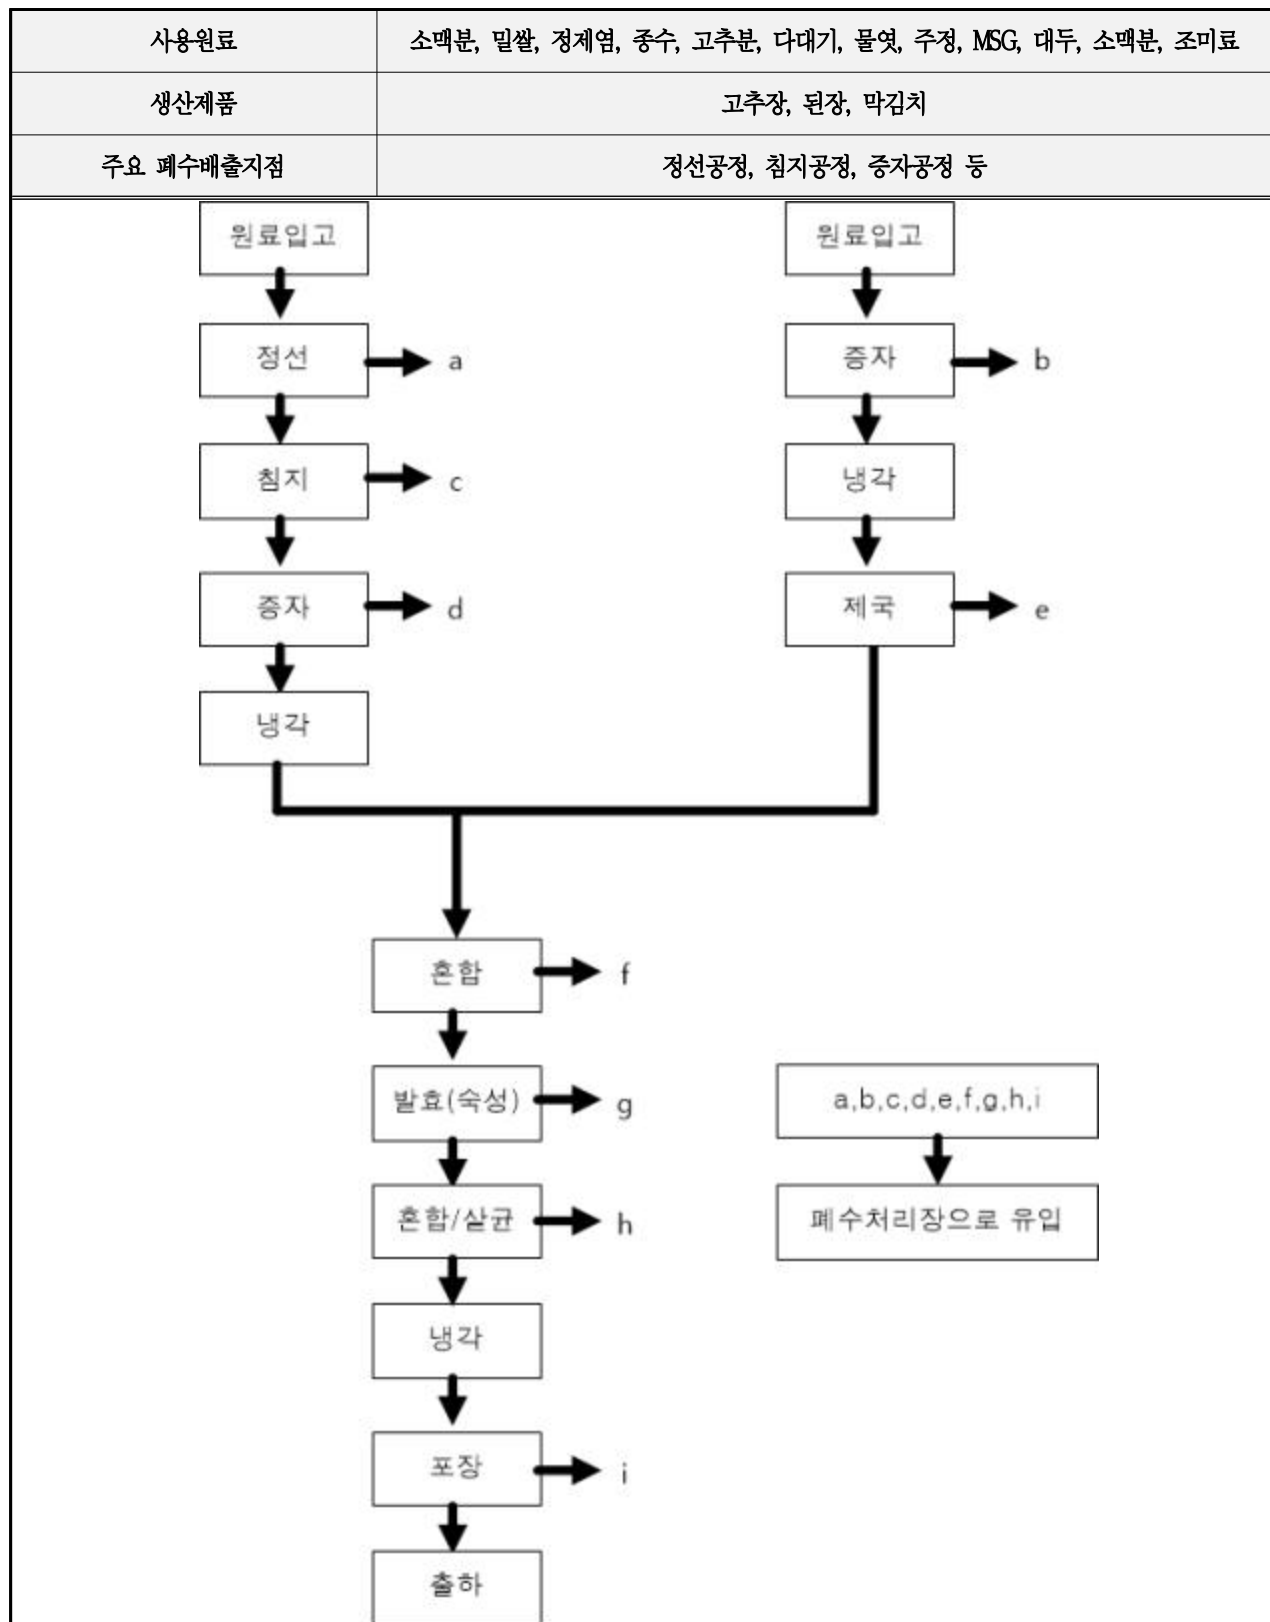 사용원료 소맥분, 밀쌀, 정제염, 종수, 고추분, 다대기, 물엿, 주정, MSG, 대두, 소맥분, 조미료
생산제품 고추장, 된장, 막김치
주요 폐수배출지점 정선공정, 침지공정, 증자공정 등
원료입고 원료입고
정선 a 증자 b
침지 c 냉각
증자 d 제국 e
냉각
혼합 f
발효(숙성) g a,b,c,d,e,f,g,h,i
혼합/살균 h 폐수처리장으로 유입
냉각
포장 i
출하